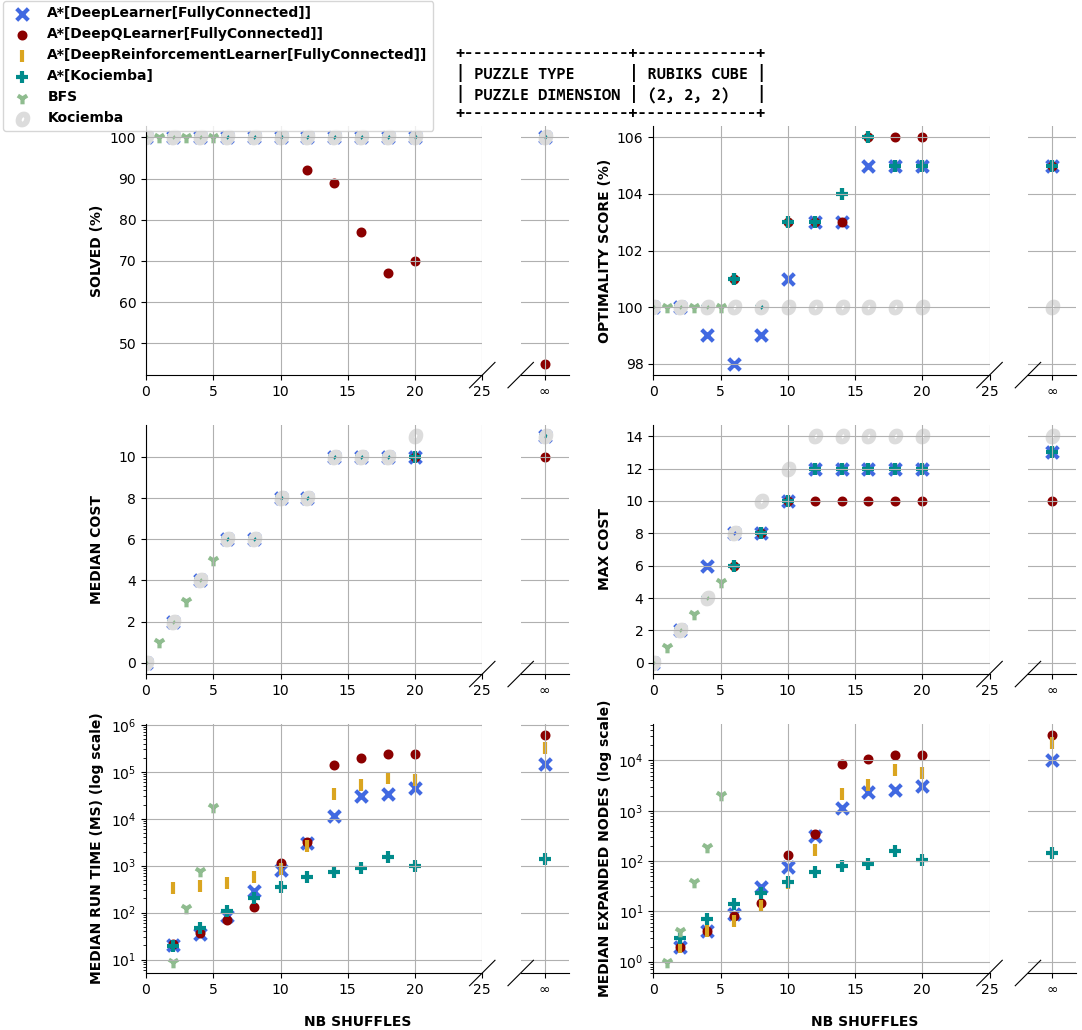 A*[DeepLearner[FullyConnected]]
A*[DeepQLearner[FullyConnected]]
A*[DeepReinforcementLearner[FullyConnected]]
A*[Kociemba]
BFS
Kociemba
+--------------------+--------------+
| PUZZLE TYPE | RUBIKS CUBE |
| PUZZLE DIMENSION | (2, 2, 2) |
+--------------------+--------------+
SOLVED (%)
100
90
80
70
60
50
0 5 10 15 20 25 ∞
OPTIMALITY SCORE (%)
106
104
102
100
98
0 5 10 15 20 25 ∞
MEDIAN COST
10
8
6
4
2
0
0 5 10 15 20 25 ∞
MAX COST
14
12
10
8
6
4
2
0
0 5 10 15 20 25 ∞
MEDIAN RUN TIME (MS) (log scale)
10⁶
10⁵
10⁴
10³
10²
10¹
0 5 10 15 20 25 ∞
NB SHUFFLES
MEDIAN EXPANDED NODES (log scale)
10⁴
10³
10²
10¹
10⁰
0 5 10 15 20 25 ∞
NB SHUFFLES